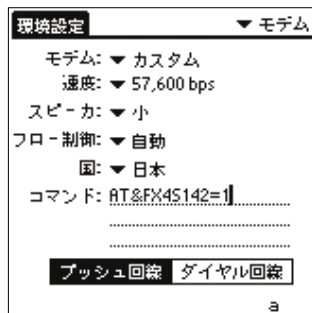 環境設定 ▼ モデム
モデム: ▼ カスタム
速度: ▼ 57,600 bps
スピーカ: ▼ 小
フロー制御: ▼ 自動
国: ▼ 日本
コマンド: AT&FX4S142=1
プッシュ回線 ダイヤル回線
a